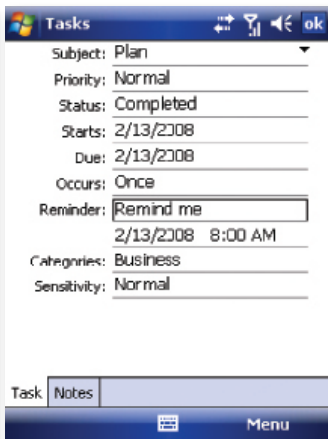 Tasks ok
Subject: Plan
Priority: Normal
Status: Completed
Starts: 2/13/2008
Due: 2/13/2008
Occurs: Once
Reminder: Remind me
2/13/2008 8:00 AM
Categories: Business
Sensitivity: Normal
Task Notes
Menu